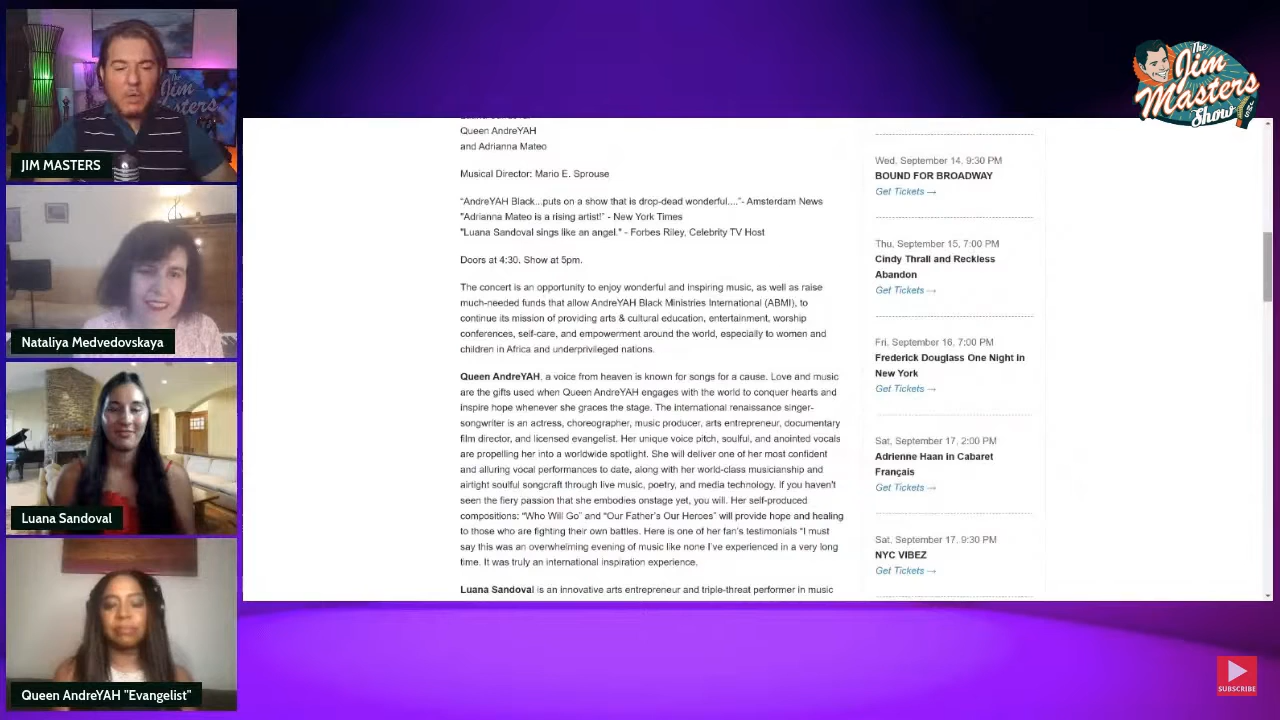 The
Jim
Masters
Show
JIM MASTERS
Nataliya Medvedovskaya
Luana Sandoval
Queen AndreYAH "Evangelist"
Queen AndreYAH
and Adrianna Mateo
Musical Director: Mario E. Sprouse
“AndreYAH Black...puts on a show that is drop-dead wonderful....”- Amsterdam News
"Adrianna Mateo is a rising artist!" - New York Times
"Luana Sandoval sings like an angel." - Forbes Riley, Celebrity TV Host
Doors at 4:30. Show at 5pm.
The concert is an opportunity to enjoy wonderful and inspiring music, as well as raise
much-needed funds that allow AndreYAH Black Ministries International (ABMI), to
continue its mission of providing arts & cultural education, entertainment, worship
conferences, self-care, and empowerment around the world, especially to women and
children in Africa and underprivileged nations.
Queen AndreYAH, a voice from heaven is known for songs for a cause. Love and music
are the gifts used when Queen AndreYAH engages with the world to conquer hearts and
inspire hope whenever she graces the stage. The international renaissance singer-
songwriter is an actress, choreographer, music producer, arts entrepreneur, documentary
film director, and licensed evangelist. Her unique voice pitch, soulful, and anointed vocals
are propelling her into a worldwide spotlight. She will deliver one of her most confident
and alluring vocal performances to date, along with her world-class musicianship and
airtight soulful songcraft through live music, poetry, and media technology. If you haven't
seen the fiery passion that she embodies onstage yet, you will. Her self-produced
compositions: “Who Will Go” and “Our Father's Our Heroes” will provide hope and healing
to those who are fighting their own battles. Here is one of her fan's testimonials “I must
say this was an overwhelming evening of music like none I've experienced in a very long
time. It was truly an international inspiration experience.
Luana Sandoval is an innovative arts entrepreneur and triple-threat performer in music
Wed, September 14, 9:30 PM
BOUND FOR BROADWAY
Get Tickets →
Thu, September 15, 7:00 PM
Cindy Thrall and Reckless
Abandon
Get Tickets →
Fri, September 16, 7:00 PM
Frederick Douglass One Night in
New York
Get Tickets →
Sat, September 17, 2:00 PM
Adrienne Haan in Cabaret
Français
Get Tickets →
Sat, September 17, 9:30 PM
NYC VIBEZ
Get Tickets →
SUBSCRIBE